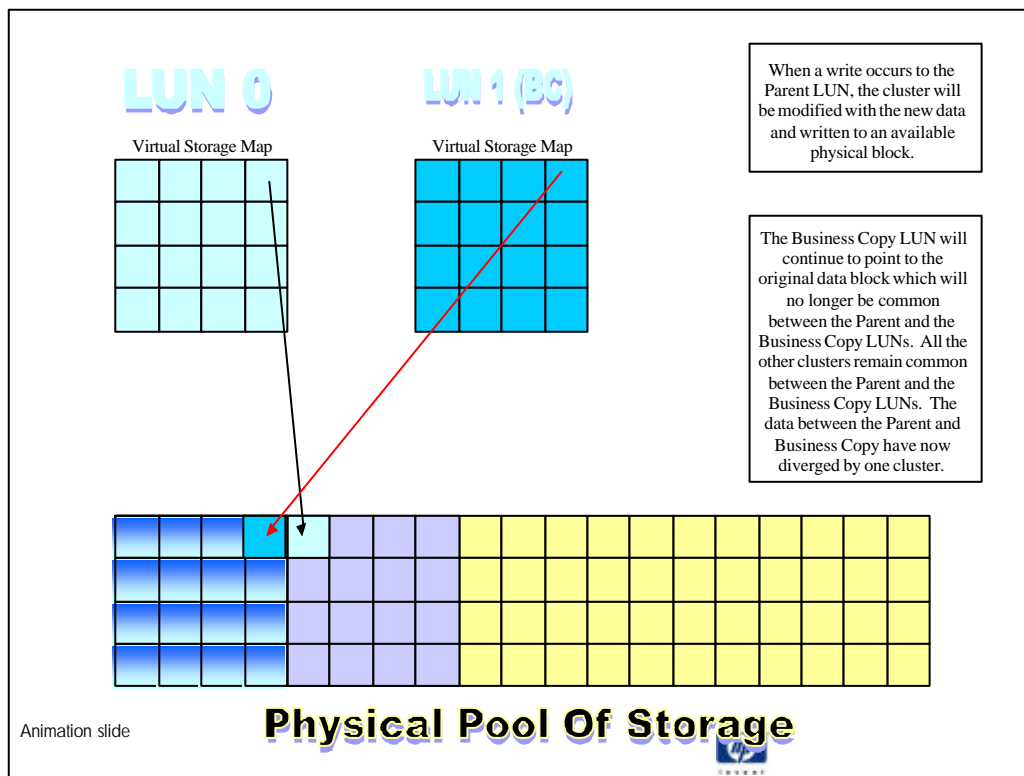 LUN 0
LUN 1 (BC)
Virtual Storage Map
Virtual Storage Map
When a write occurs to the
Parent LUN, the cluster will
be modified with the new data
and written to an available
physical block.
The Business Copy LUN will
continue to point to the
original data block which will
no longer be common
between the Parent and the
Business Copy LUNs. All the
other clusters remain common
between the Parent and the
Business Copy LUNs. The
data between the Parent and
Business Copy have now
diverged by one cluster.
Physical Pool Of Storage
Animation slide
hp
invent